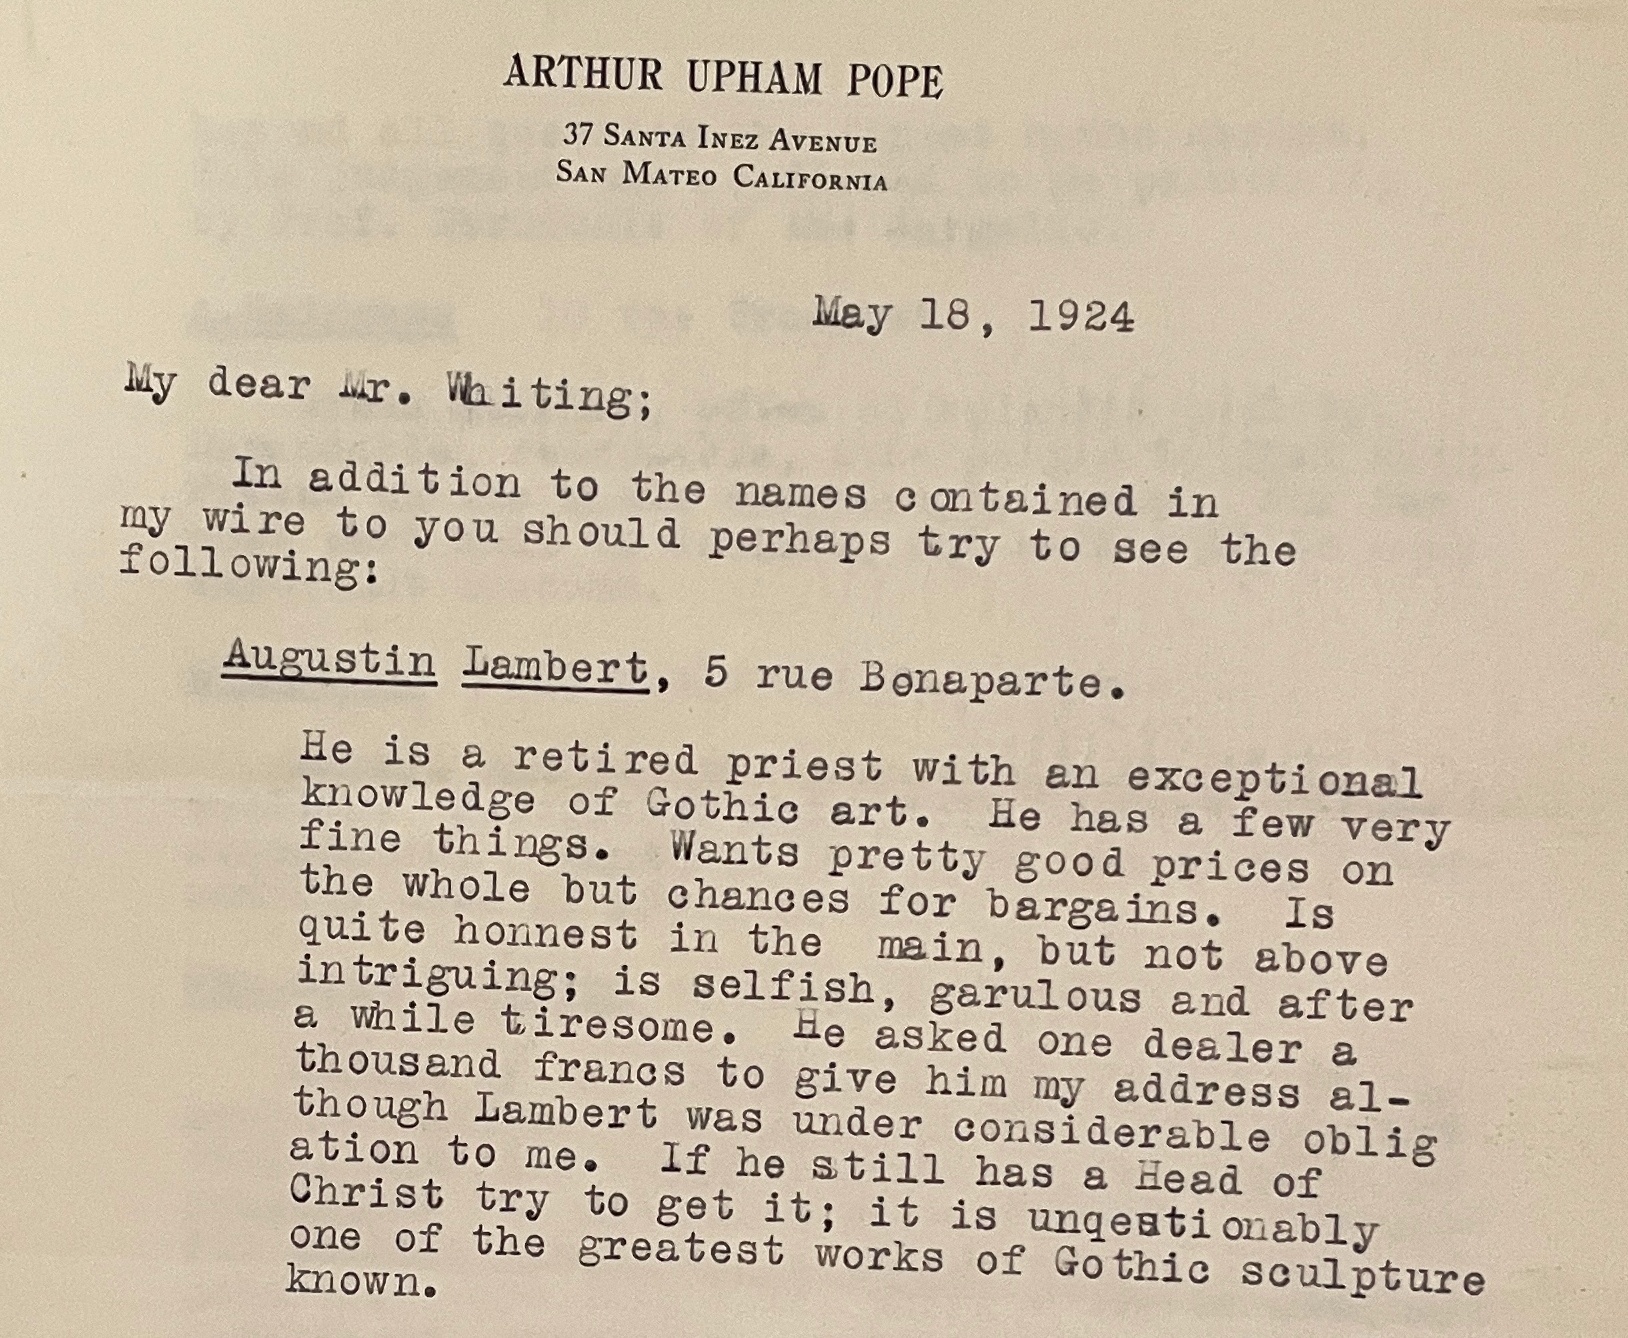 ARTHUR UPHAM POPE
37 SANTA INEZ AVENUE
SAN MATEO CALIFORNIA
May 18, 1924
My dear Mr. Whiting;
In addition to the names contained in
my wire to you should perhaps try to see the
following:
Augustin Lambert, 5 rue Bonaparte.
He is a retired priest with an exceptional
knowledge of Gothic art. He has a few very
fine things. Wants pretty good prices on
the whole but chances for bargains. Is
quite honnest in the main, but not above
intriguing; is selfish, garulous and after
a while tiresome. He asked one dealer a
thousand francs to give him my address al-
though Lambert was under considerable oblig
ation to me. If he still has a Head of
Christ try to get it; it is unqestionably
one of the greatest works of Gothic sculpture
known.